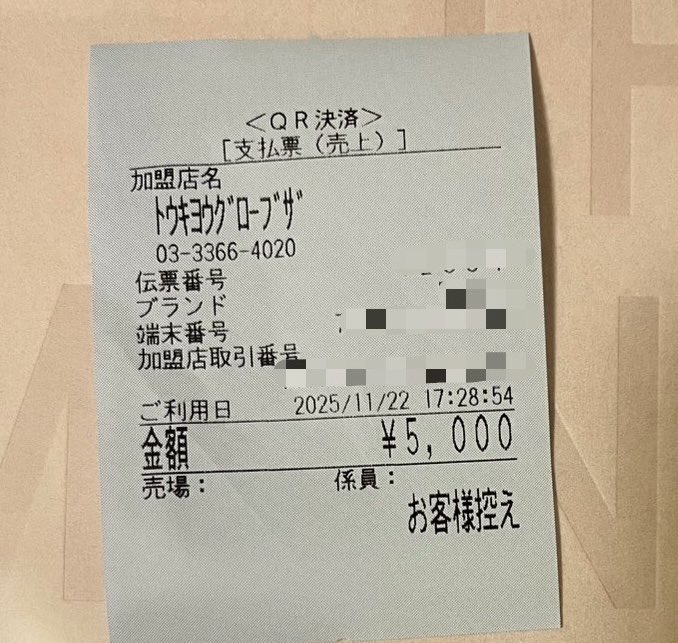 <QR決済>
[支払票(売上)]
加盟店名
ﾄｳｷﾖｳｸﾞﾛｰﾌﾞｻﾞ
03-3366-4020
伝票番号
ブランド
端末番号
加盟店取引番号
ご利用日 2025/11/22 17:28:54
金額 ¥5,000
売場: 係員:
お客様控え